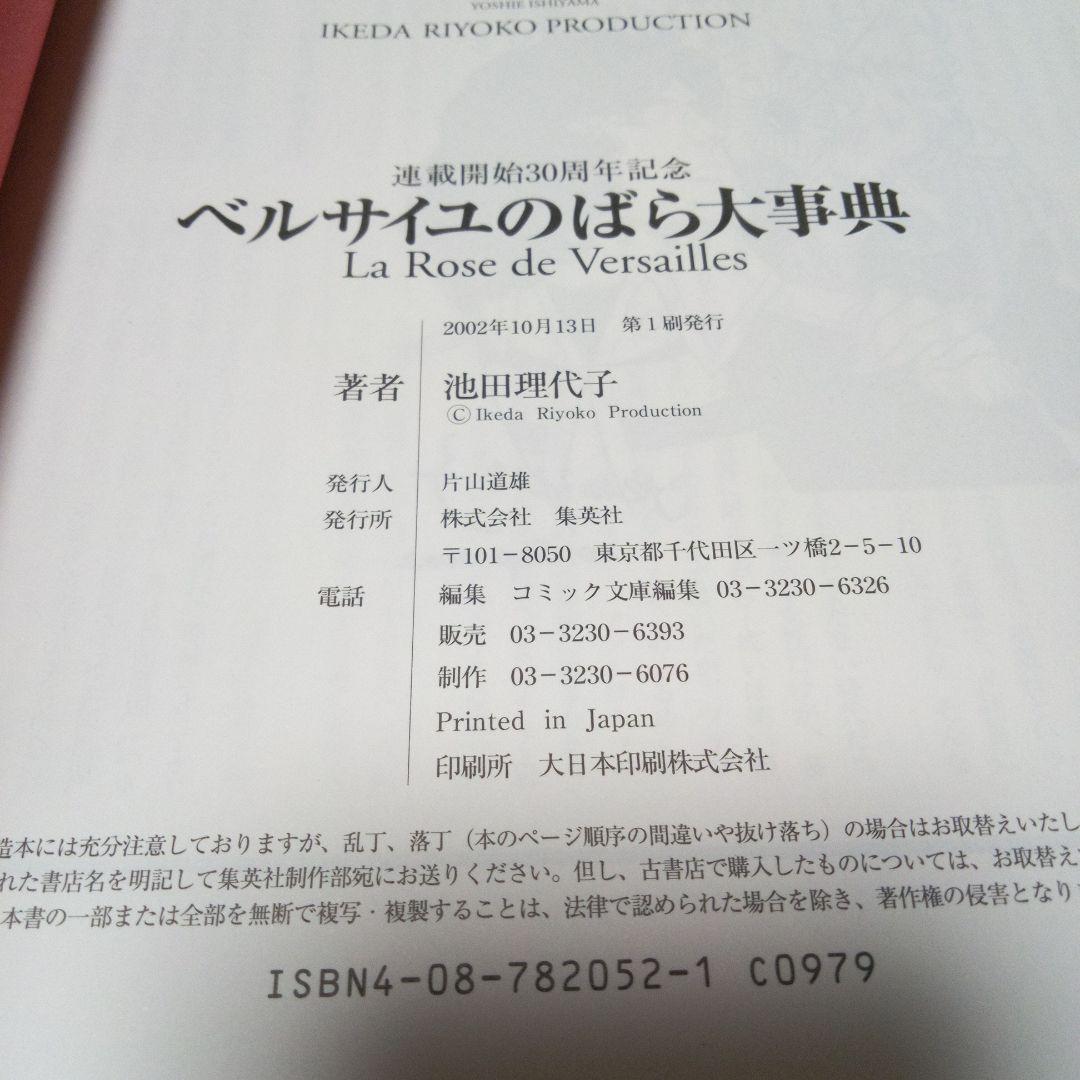 YOSHIE ISHIYAMA
IKEDA RIYOKO PRODUCTION
連載開始30周年記念
ベルサイユのばら大事典
La Rose de Versailles
2002年10月13日 第1刷発行
著者 池田理代子
©Ikeda Riyoko Production
発行人 片山道雄
発行所 株式会社 集英社
〒101-8050 東京都千代田区一ツ橋2-5-10
電話 編集 コミック文庫編集 03-3230-6326
販売 03-3230-6393
制作 03-3230-6076
Printed in Japan
印刷所 大日本印刷株式会社
造本には充分注意しておりますが、乱丁、落丁（本のページ順序の間違いや抜け落ち）の場合はお取替えいたし
れた書店名を明記して集英社制作部宛にお送りください。但し、古書店で購入したものについては、お取替え
本書の一部または全部を無断で複写・複製することは、法律で認められた場合を除き、著作権の侵害となり
ISBN4-08-782052-1 C0979